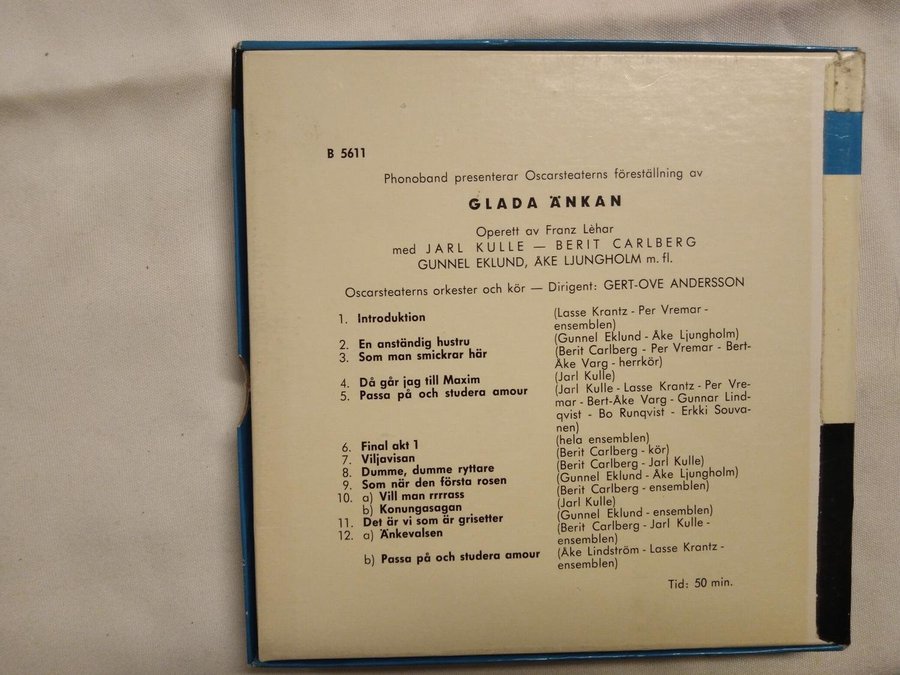 B 5611
Phonoband presenterar Oscarsteaterns föreställning av
GLADA ÄNKAN
Operett av Franz Lèhar
med JARL KULLE — BERIT CARLBERG
GUNNEL EKLUND, ÅKE LJUNGHOLM m. fl.
Oscarsteaterns orkester och kör — Dirigent: GERT-OVE ANDERSSON
1. Introduktion (Lasse Krantz - Per Vremar -
ensemblen)
2. En anständig hustru (Gunnel Eklund - Åke Ljungholm)
3. Som man smickrar här (Berit Carlberg - Per Vremar - Bert-
Åke Varg - herrkör)
4. Då går jag till Maxim (Jarl Kulle)
5. Passa på och studera amour (Jarl Kulle - Lasse Krantz - Per Vre-
mar - Bert-Åke Varg - Gunnar Lind-
qvist - Bo Runqvist - Erkki Souva-
nen)
6. Final akt 1 (hela ensemblen)
7. Viljavisan (Berit Carlberg - kör)
8. Dumme, dumme ryttare (Berit Carlberg - Jarl Kulle)
9. Som när den första rosen (Gunnel Eklund - Åke Ljungholm)
10. a) Vill man rrrrass (Berit Carlberg - ensemblen)
b) Konungasagan (Jarl Kulle)
11. Det är vi som är grisetter (Gunnel Eklund - ensemblen)
12. a) Änkevalsen (Berit Carlberg - Jarl Kulle -
ensemblen)
b) Passa på och studera amour (Åke Lindström - Lasse Krantz -
ensemblen)
Tid: 50 min.